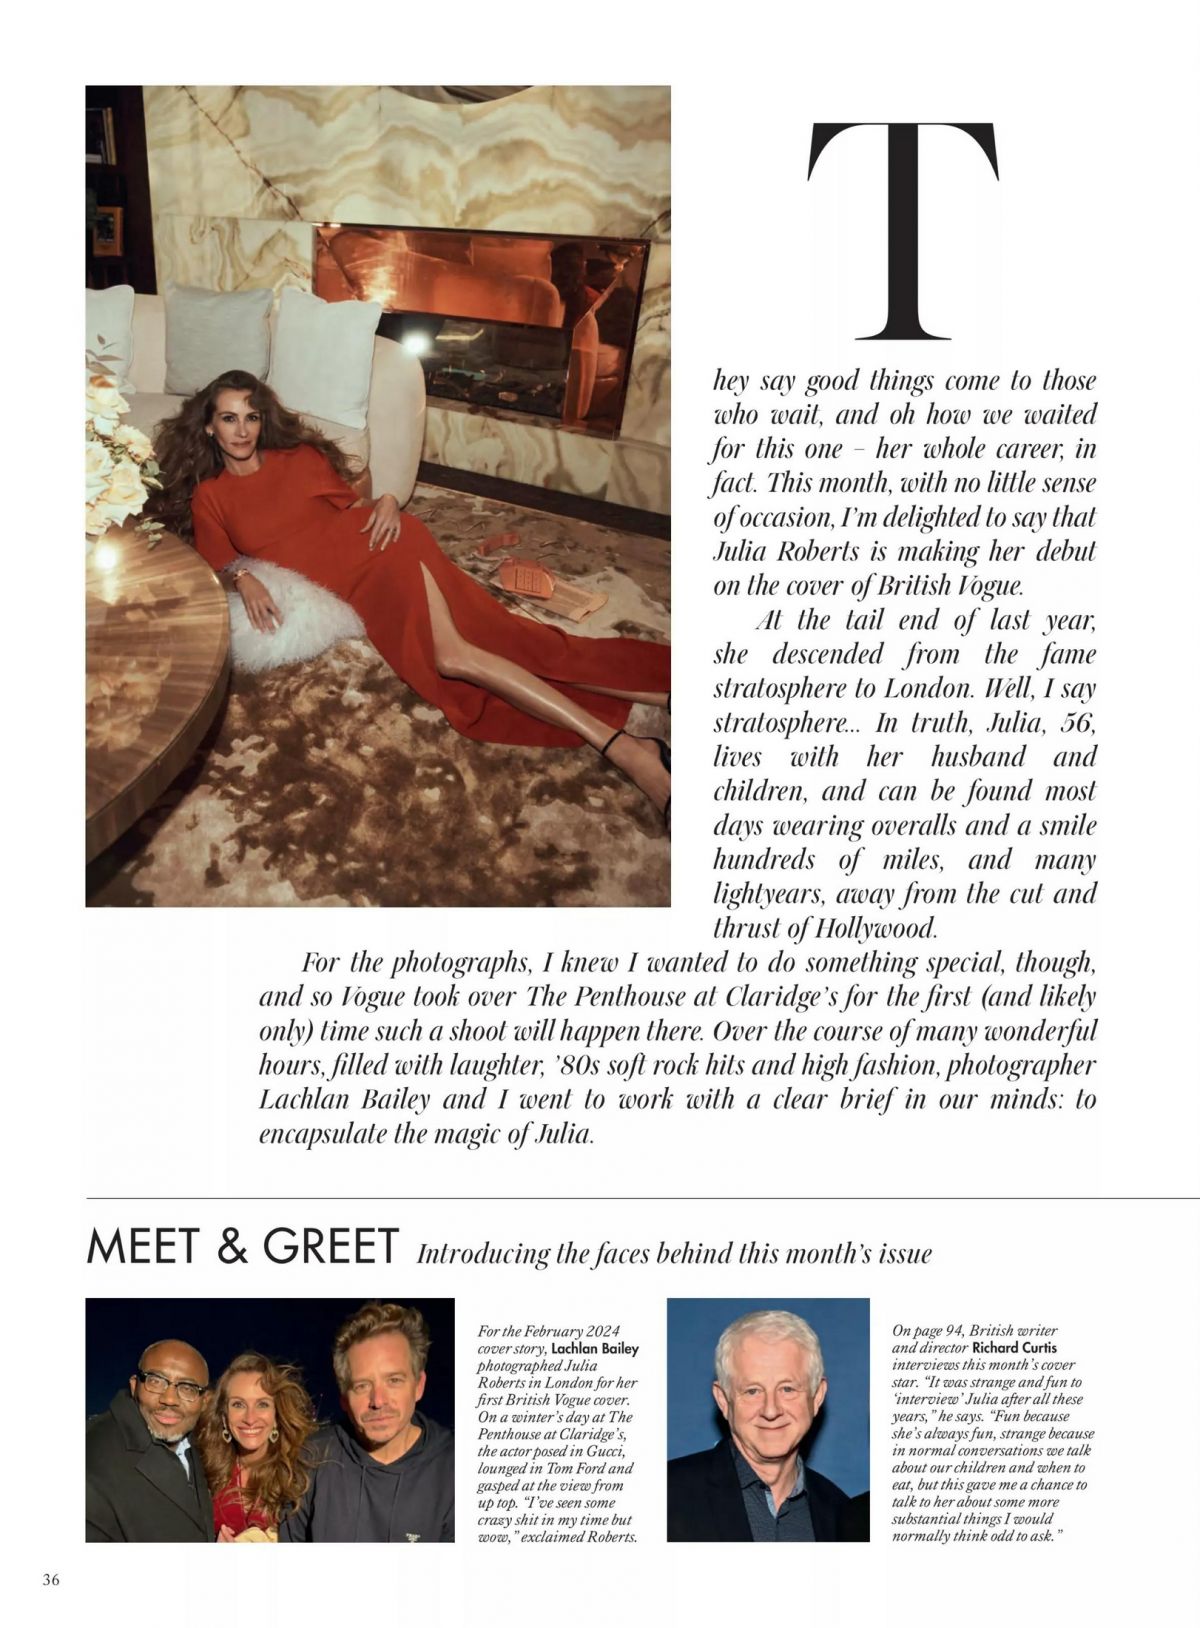 T
hey say good things come to those
who wait, and oh how we waited
for this one – her whole career, in
fact. This month, with no little sense
of occasion, I’m delighted to say that
Julia Roberts is making her debut
on the cover of British Vogue.
At the tail end of last year,
she descended from the fame
stratosphere to London. Well, I say
stratosphere... In truth, Julia, 56,
lives with her husband and
children, and can be found most
days wearing overalls and a smile
hundreds of miles, and many
lightyears, away from the cut and
thrust of Hollywood.
For the photographs, I knew I wanted to do something special, though,
and so Vogue took over The Penthouse at Claridge’s for the first (and likely
only) time such a shoot will happen there. Over the course of many wonderful
hours, filled with laughter, ’80s soft rock hits and high fashion, photographer
Lachlan Bailey and I went to work with a clear brief in our minds: to
encapsulate the magic of Julia.
MEET & GREET Introducing the faces behind this month’s issue
For the February 2024
cover story, Lachlan Bailey
photographed Julia
Roberts in London for her
first British Vogue cover.
On a winter’s day at The
Penthouse at Claridge’s,
the actor posed in Gucci,
lounged in Tom Ford and
gasped at the view from
up top. “I’ve seen some
crazy shit in my time but
wow,” exclaimed Roberts.
On page 94, British writer
and director Richard Curtis
interviews this month’s cover
star. “It was strange and fun to
‘interview’ Julia after all these
years,” he says. “Fun because
she’s always fun, strange because
in normal conversations we talk
about our children and when to
eat, but this gave me a chance to
talk to her about some more
substantial things I would
normally think odd to ask.”
36